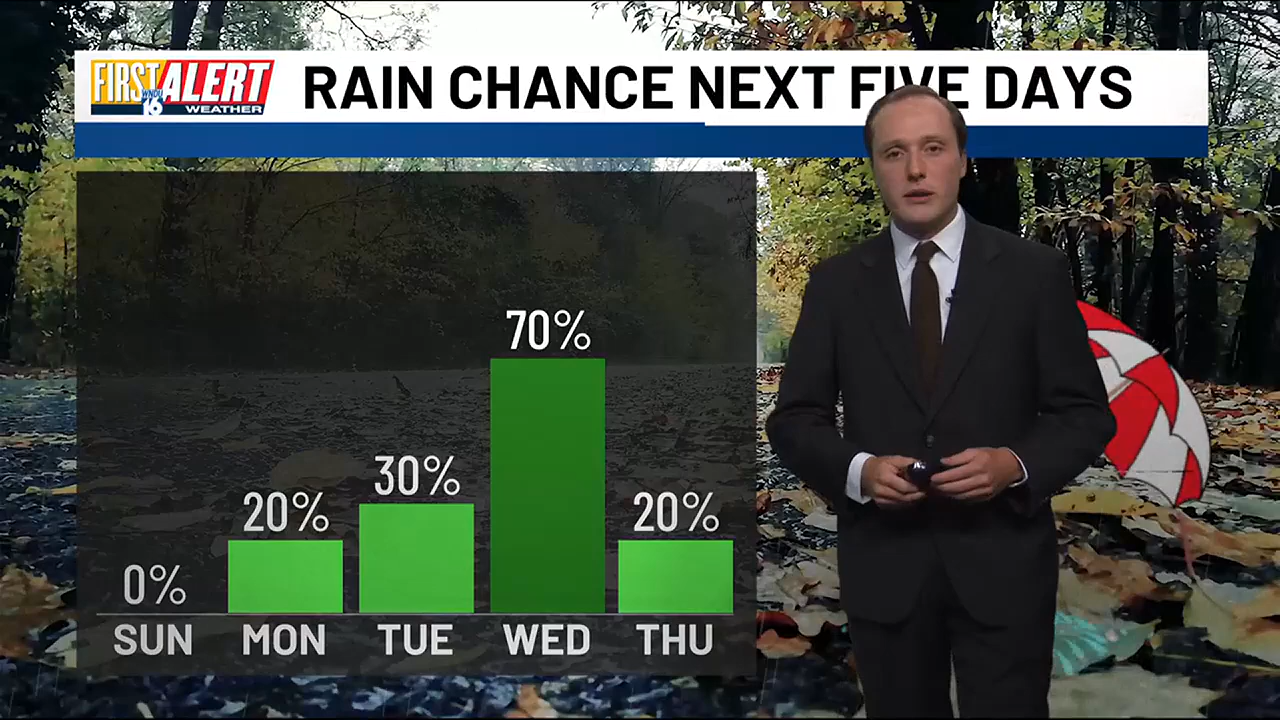 FIRST ALERT
WNDU
16
WEATHER
RAIN CHANCE NEXT FIVE DAYS
70%
30%
20%
20%
0%
SUN MON TUE WED THU